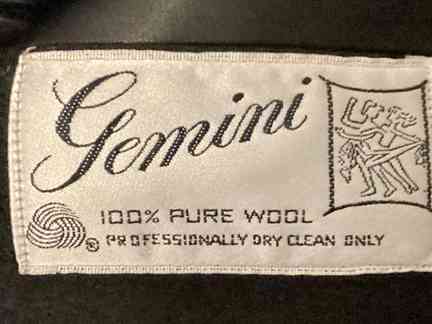 Gemini
100% PURE WOOL
® PROFESSIONALLY DRY CLEAN ONLY